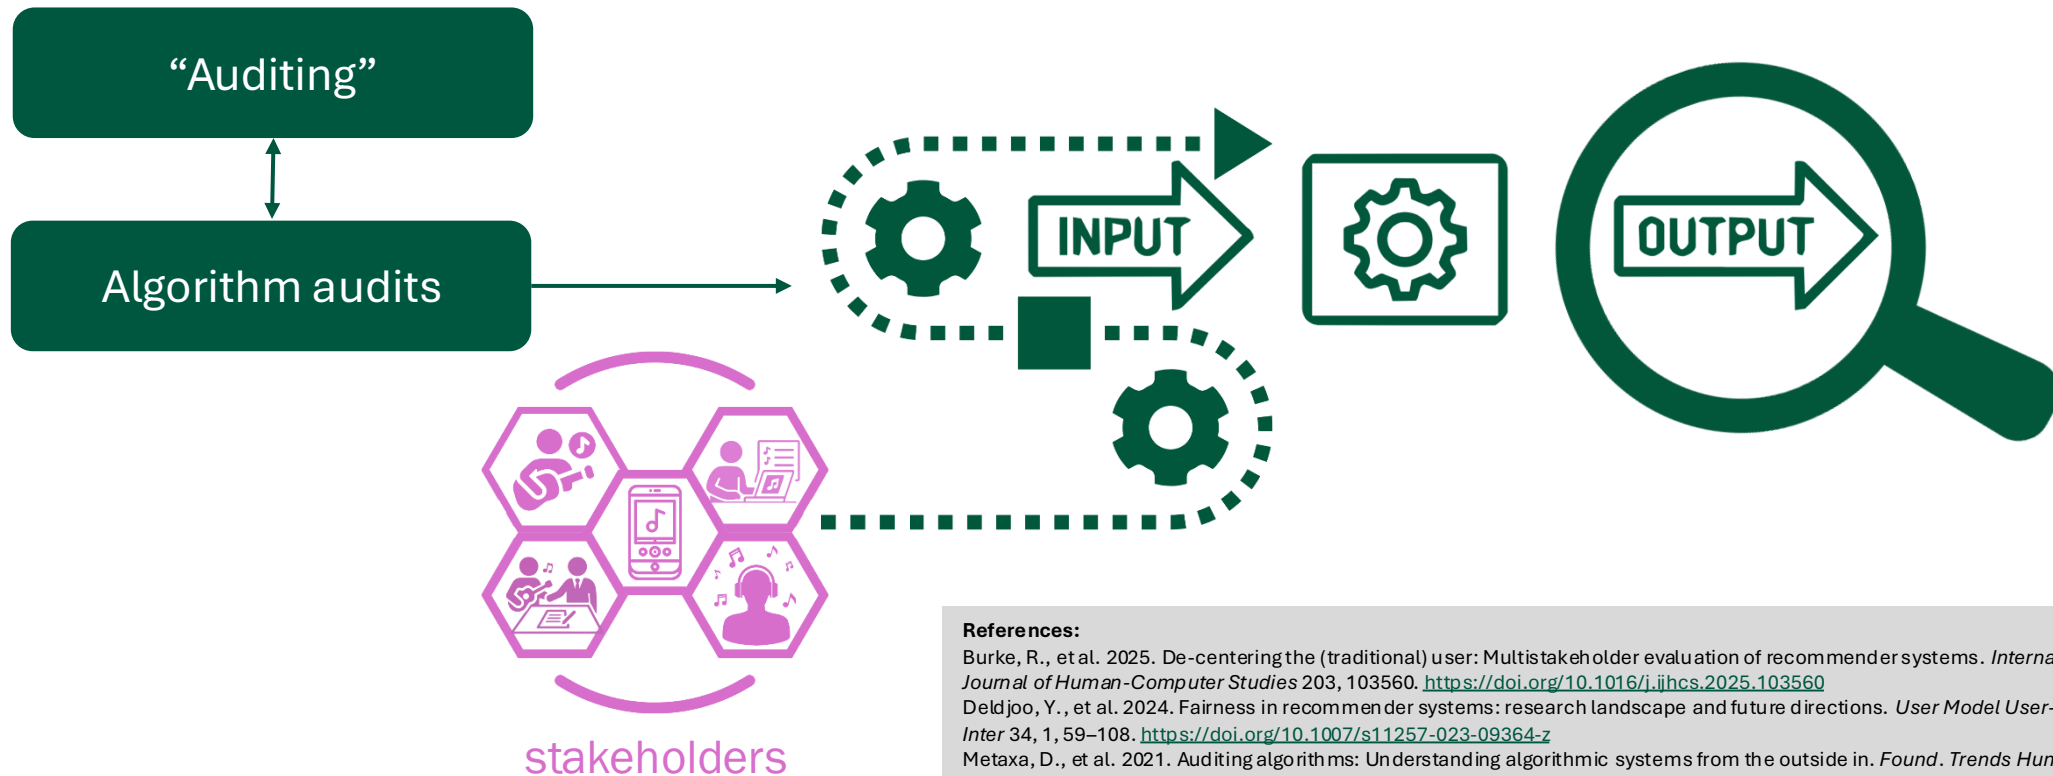 “Auditing”
Algorithm audits
INPUT
OUTPUT
stakeholders
References:
Burke, R., et al. 2025. De-centering the (traditional) user: Multistakeholder evaluation of recommender systems. Interna
Journal of Human-Computer Studies 203, 103560. https://doi.org/10.1016/j.ijhcs.2025.103560
Deldjoo, Y., et al. 2024. Fairness in recommender systems: research landscape and future directions. User Model User-
Inter 34, 1, 59–108. https://doi.org/10.1007/s11257-023-09364-z
Metaxa, D., et al. 2021. Auditing algorithms: Understanding algorithmic systems from the outside in. Found. Trends Hum